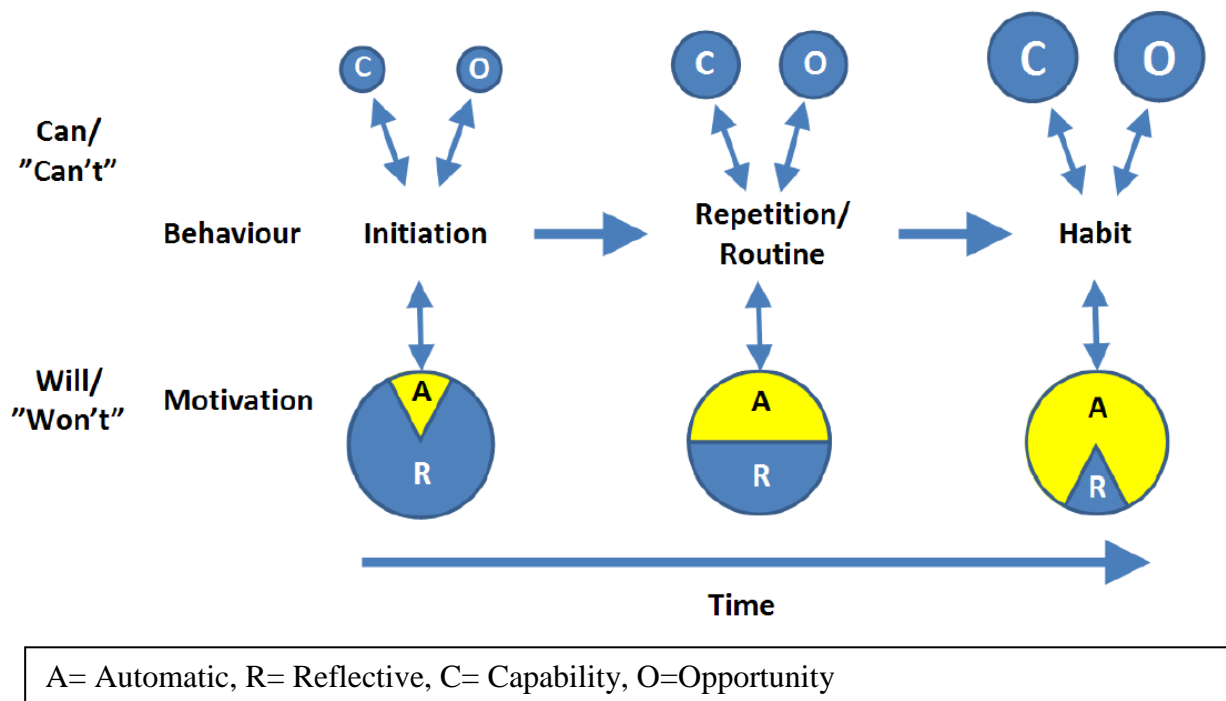 C O C O C O
Can/
”Can’t”
Behaviour Initiation Repetition/
Routine Habit
Will/
”Won’t”
Motivation A A A
R R R
Time
A= Automatic, R= Reflective, C= Capability, O=Opportunity